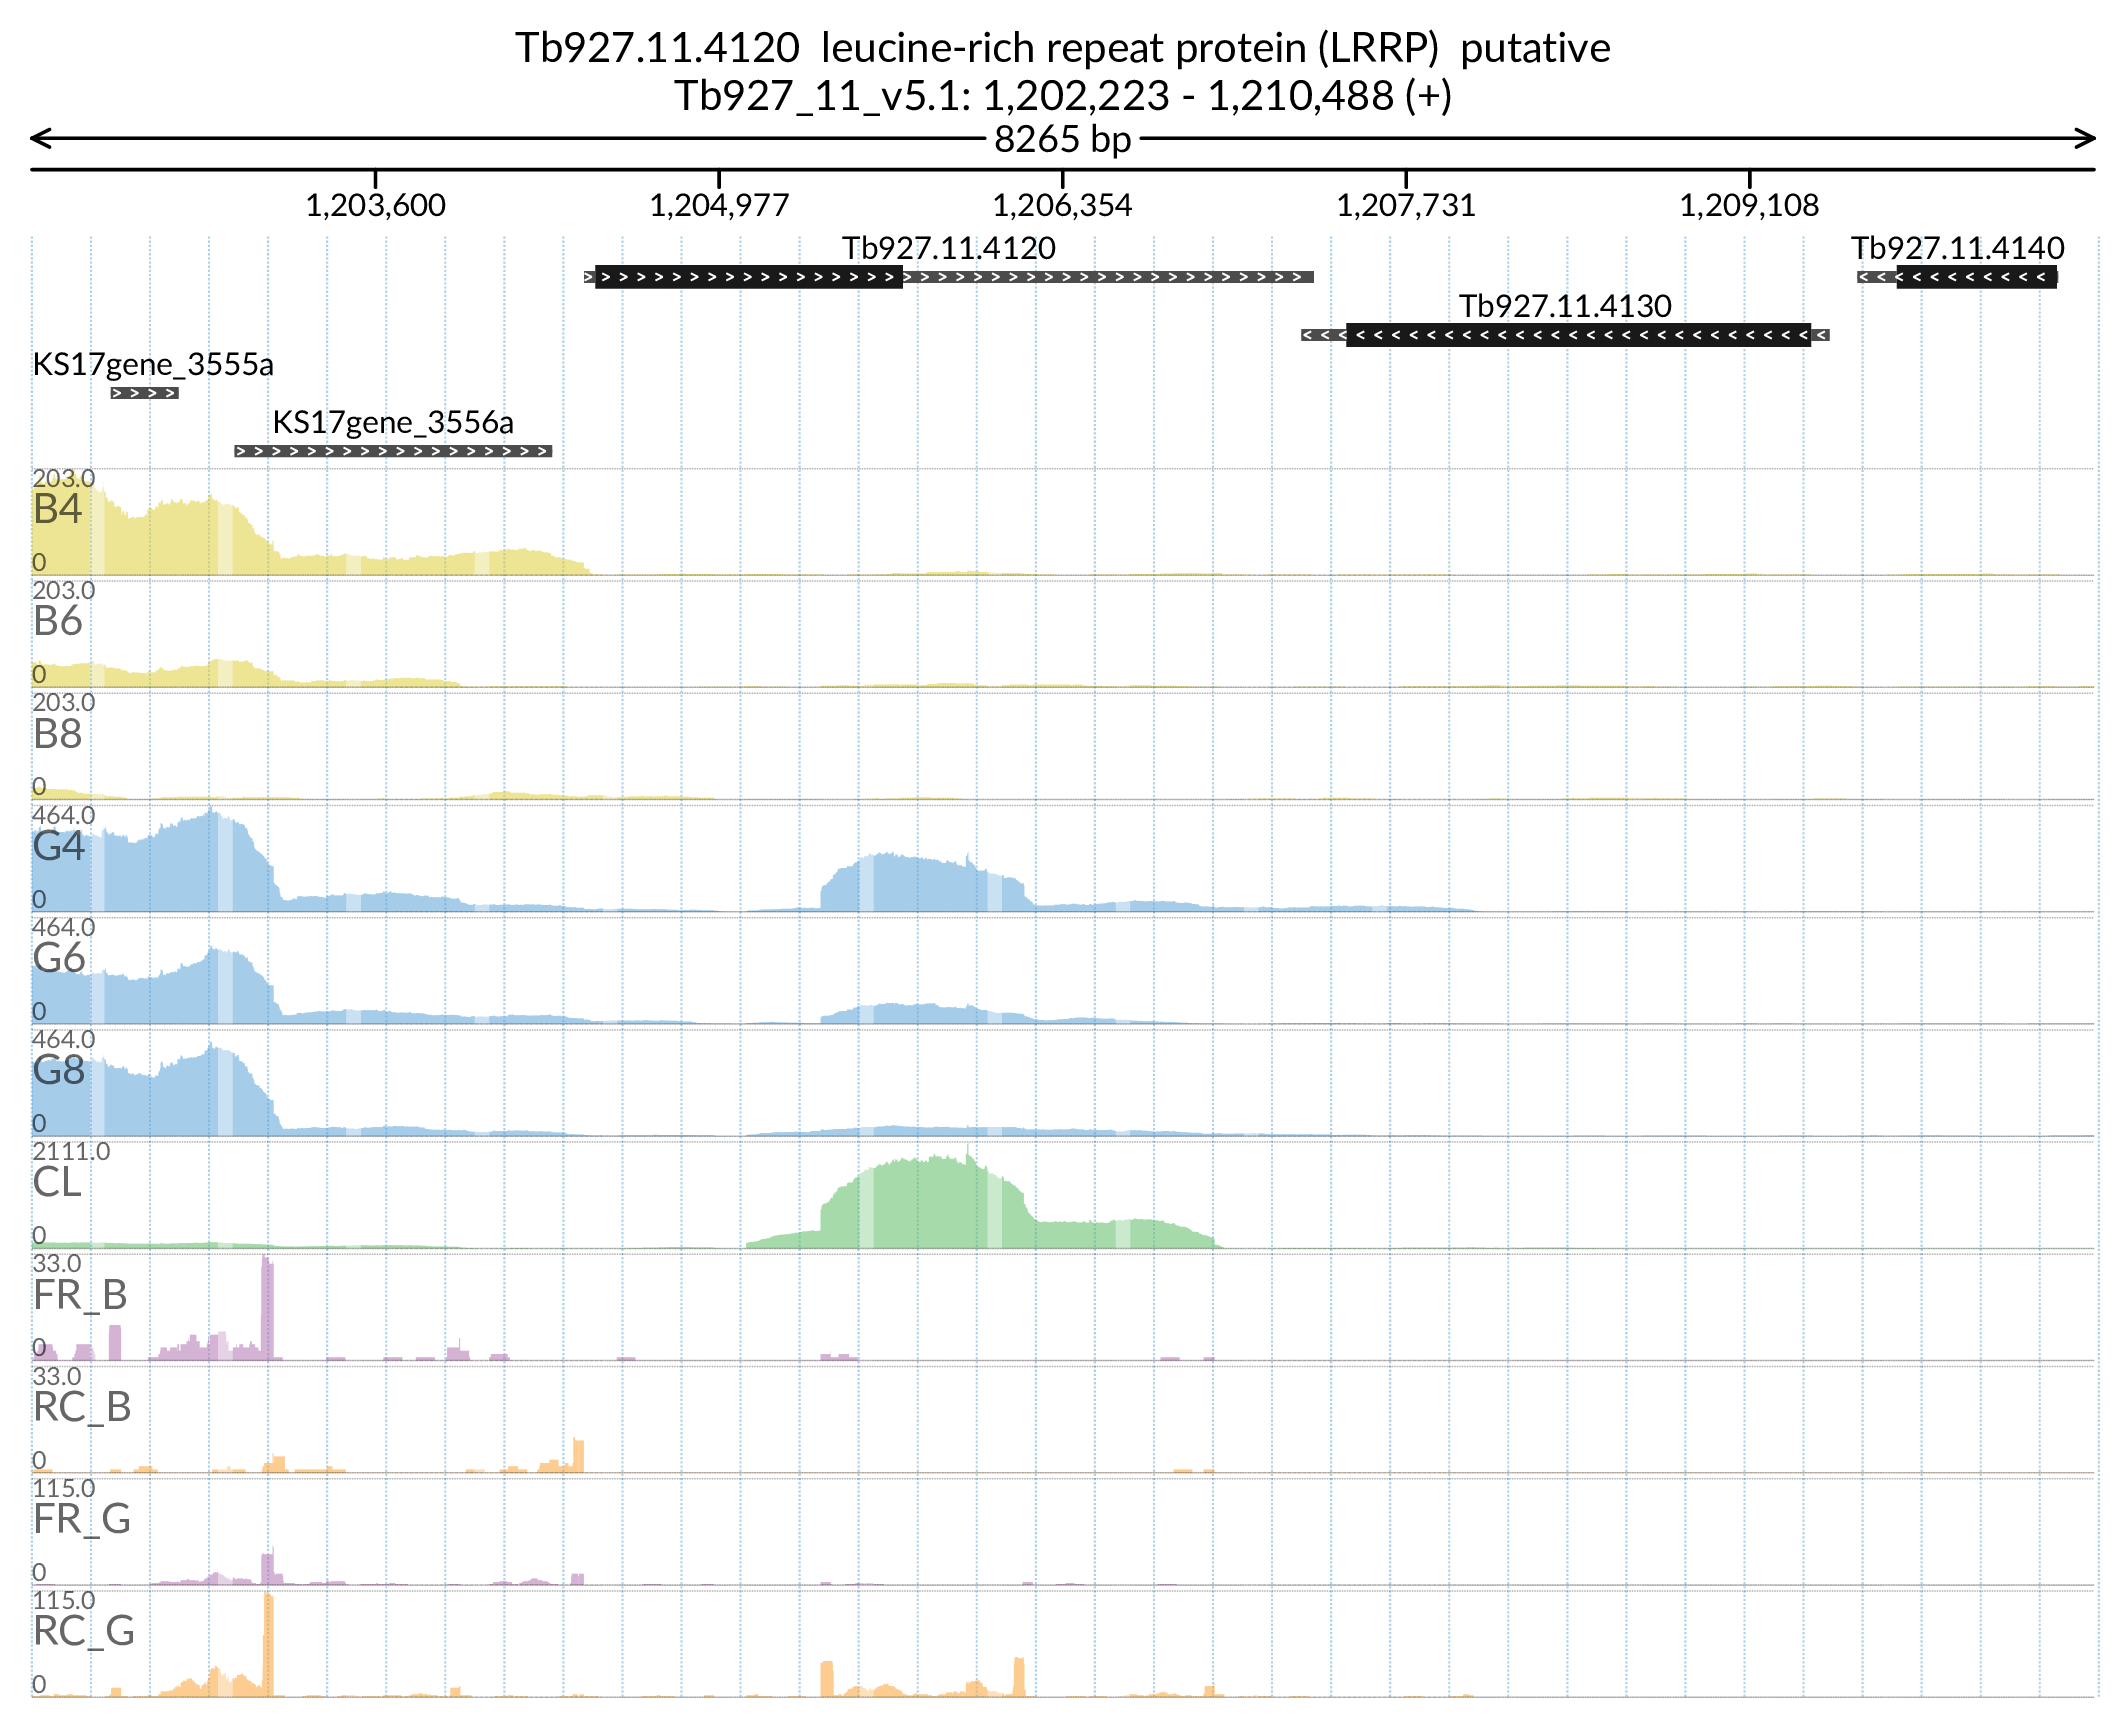 Tb927.11.4120 leucine-rich repeat protein (LRRP) putative
Tb927_11_v5.1: 1,202,223 - 1,210,488 (+)
8265 bp
1,203,600 1,204,977 1,206,354 1,207,731 1,209,108
Tb927.11.4120 Tb927.11.4140
Tb927.11.4130
KS17gene_3555a
KS17gene_3556a
203.0
B4
0
203.0
B6
0
203.0
B8
0
464.0
G4
0
464.0
G6
0
464.0
G8
0
2111.0
CL
0
33.0
FR_B
0
33.0
RC_B
0
115.0
FR_G
0
115.0
RC_G
0